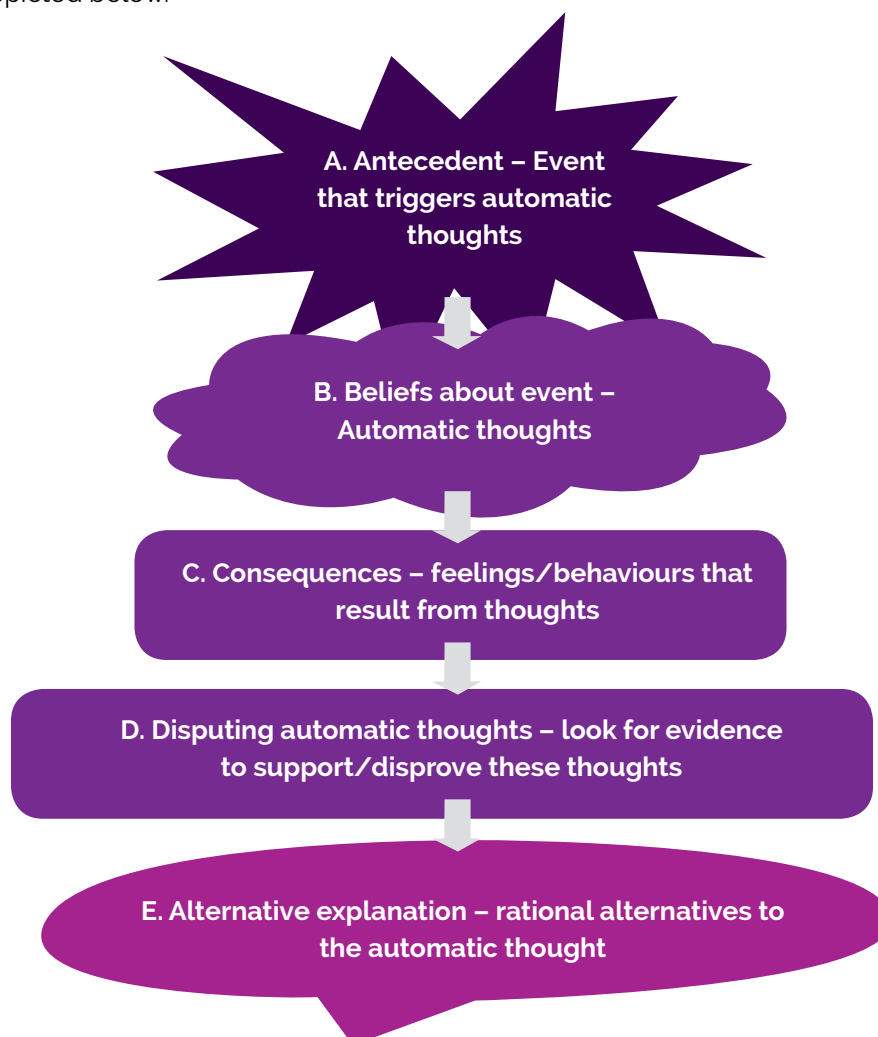 below.
A. Antecedent – Event
that triggers automatic
thoughts
B. Beliefs about event –
Automatic thoughts
C. Consequences – feelings/behaviours that
result from thoughts
D. Disputing automatic thoughts – look for evidence
to support/disprove these thoughts
E. Alternative explanation – rational alternatives to
the automatic thought